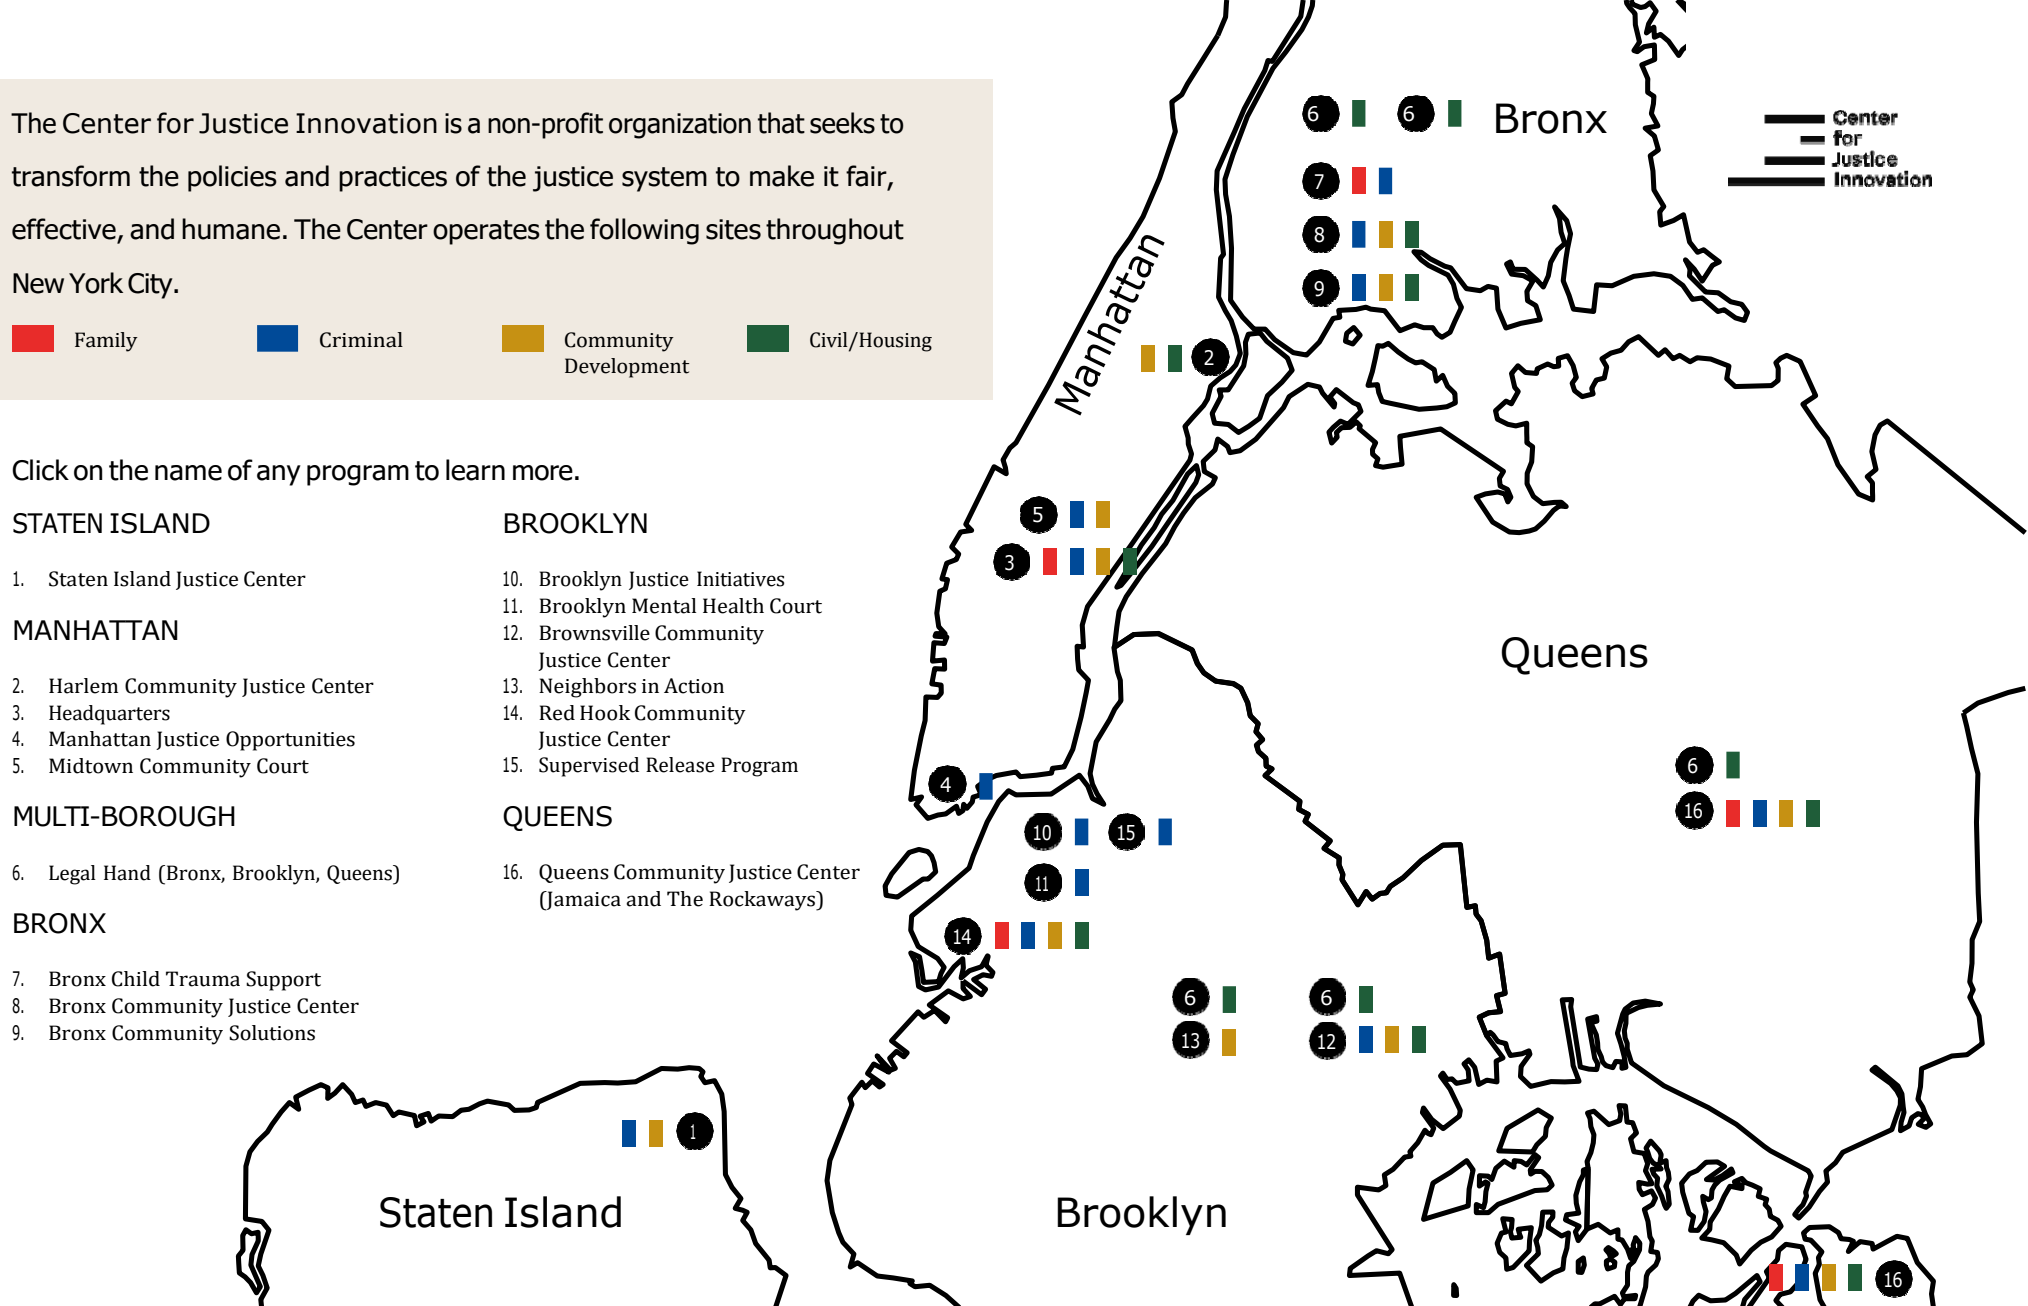 The Center for Justice Innovation is a non-profit organization that seeks to
transform the policies and practices of the justice system to make it fair,
effective, and humane. The Center operates the following sites throughout
New York City.
Family
Criminal
Community
Development
Civil/Housing
Click on the name of any program to learn more.
STATEN ISLAND
1. Staten Island Justice Center
MANHATTAN
2. Harlem Community Justice Center
3. Headquarters
4. Manhattan Justice Opportunities
5. Midtown Community Court
MULTI-BOROUGH
6. Legal Hand (Bronx, Brooklyn, Queens)
BRONX
7. Bronx Child Trauma Support
8. Bronx Community Justice Center
9. Bronx Community Solutions
BROOKLYN
10. Brooklyn Justice Initiatives
11. Brooklyn Mental Health Court
12. Brownsville Community
Justice Center
13. Neighbors in Action
14. Red Hook Community
Justice Center
15. Supervised Release Program
QUEENS
16. Queens Community Justice Center
(Jamaica and The Rockaways)
Center
for
Justice
Innovation
6 6 Bronx
7
8
9
Manhattan
2
5
3
4
Queens
6
16
10 15
11
14
6 6
13 12
1
Staten Island
Brooklyn
16